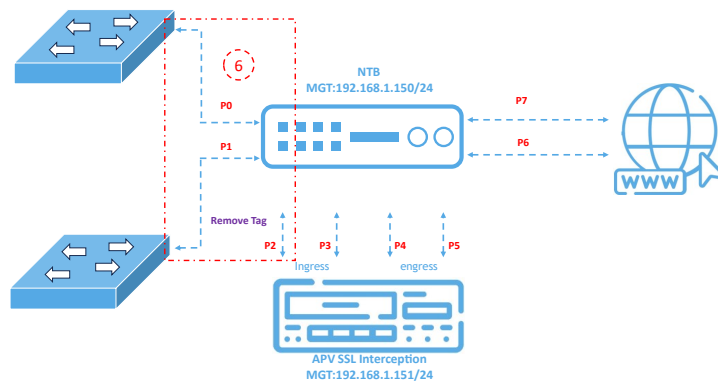 6
NTB
MGT:192.168.1.150/24
P0
P7
P1
P6
WWW
Remove Tag
P2
P3
P4
P5
Ingress
engress
APV SSL Interception
MGT:192.168.1.151/24